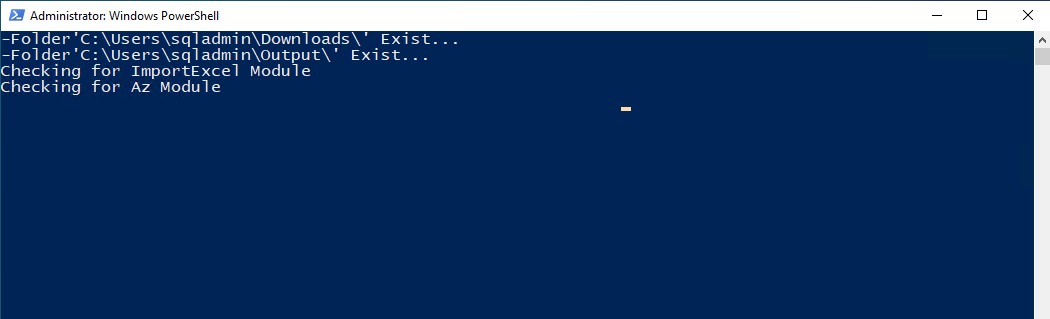 Administrator: Windows PowerShell
-Folder'C:\Users\sqladmin\Downloads\' Exist...
-Folder'C:\Users\sqladmin\Output\' Exist...
Checking for ImportExcel Module
Checking for Az Module